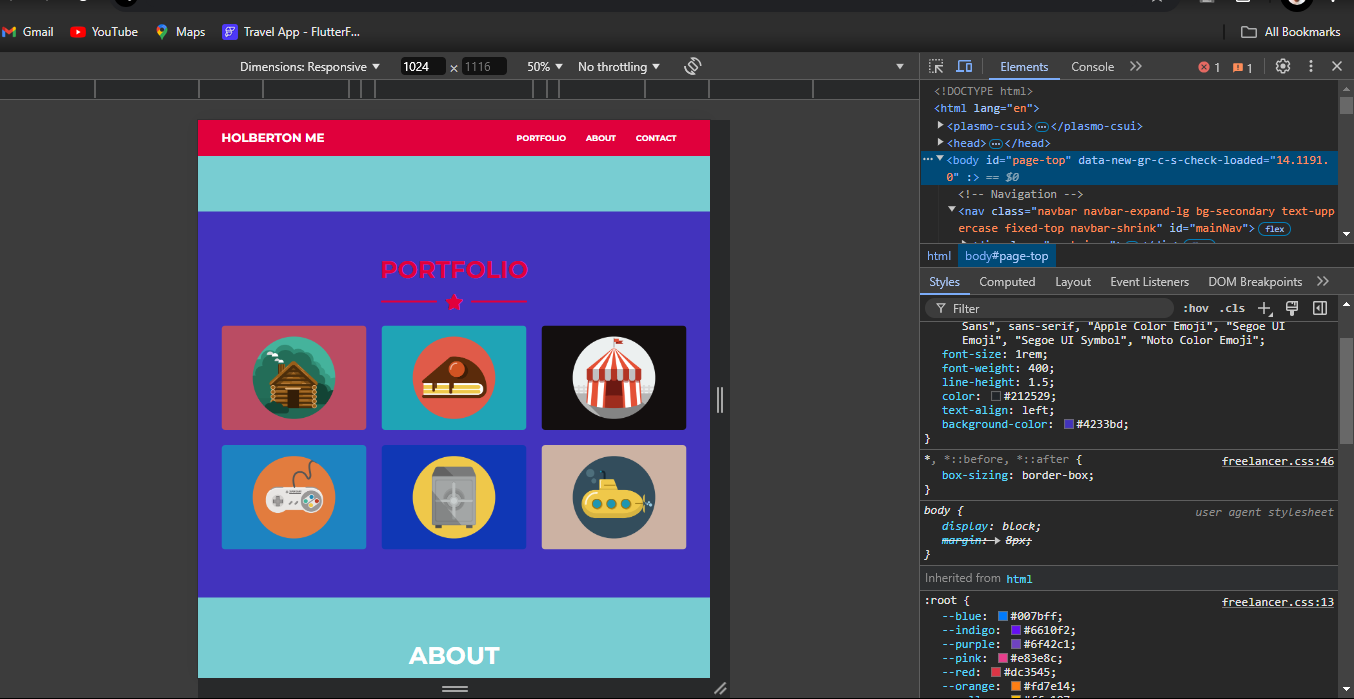 Gmail YouTube Maps Travel App - FlutterF... All Bookmarks
Dimensions: Responsive 1024 × 1116 50% No throttling
Elements Console 1 1
HOLBERTON ME PORTFOLIO ABOUT CONTACT
PORTFOLIO
ABOUT
<!DOCTYPE html>
<html lang="en">
<plasmo-csui> … </plasmo-csui>
<head> … </head>
<body id="page-top" data-new-gr-c-s-check-loaded="14.1191.
0" :> == $0
<!-- Navigation -->
<nav class="navbar navbar-expand-lg bg-secondary text-upp
ercase fixed-top navbar-shrink" id="mainNav"> flex
html body#page-top
Styles Computed Layout Event Listeners DOM Breakpoints
Filter :hov .cls
Sans", sans-serif, "Apple Color Emoji", "Segoe UI
Emoji", "Segoe UI Symbol", "Noto Color Emoji";
font-size: 1rem;
font-weight: 400;
line-height: 1.5;
color: #212529;
text-align: left;
background-color: #4233bd;
}
*, *::before, *::after { freelancer.css:46
box-sizing: border-box;
}
body { user agent stylesheet
display: block;
margin: 8px;
}
Inherited from html
:root { freelancer.css:13
--blue: #007bff;
--indigo: #6610f2;
--purple: #6f42c1;
--pink: #e83e8c;
--red: #dc3545;
--orange: #fd7e14;